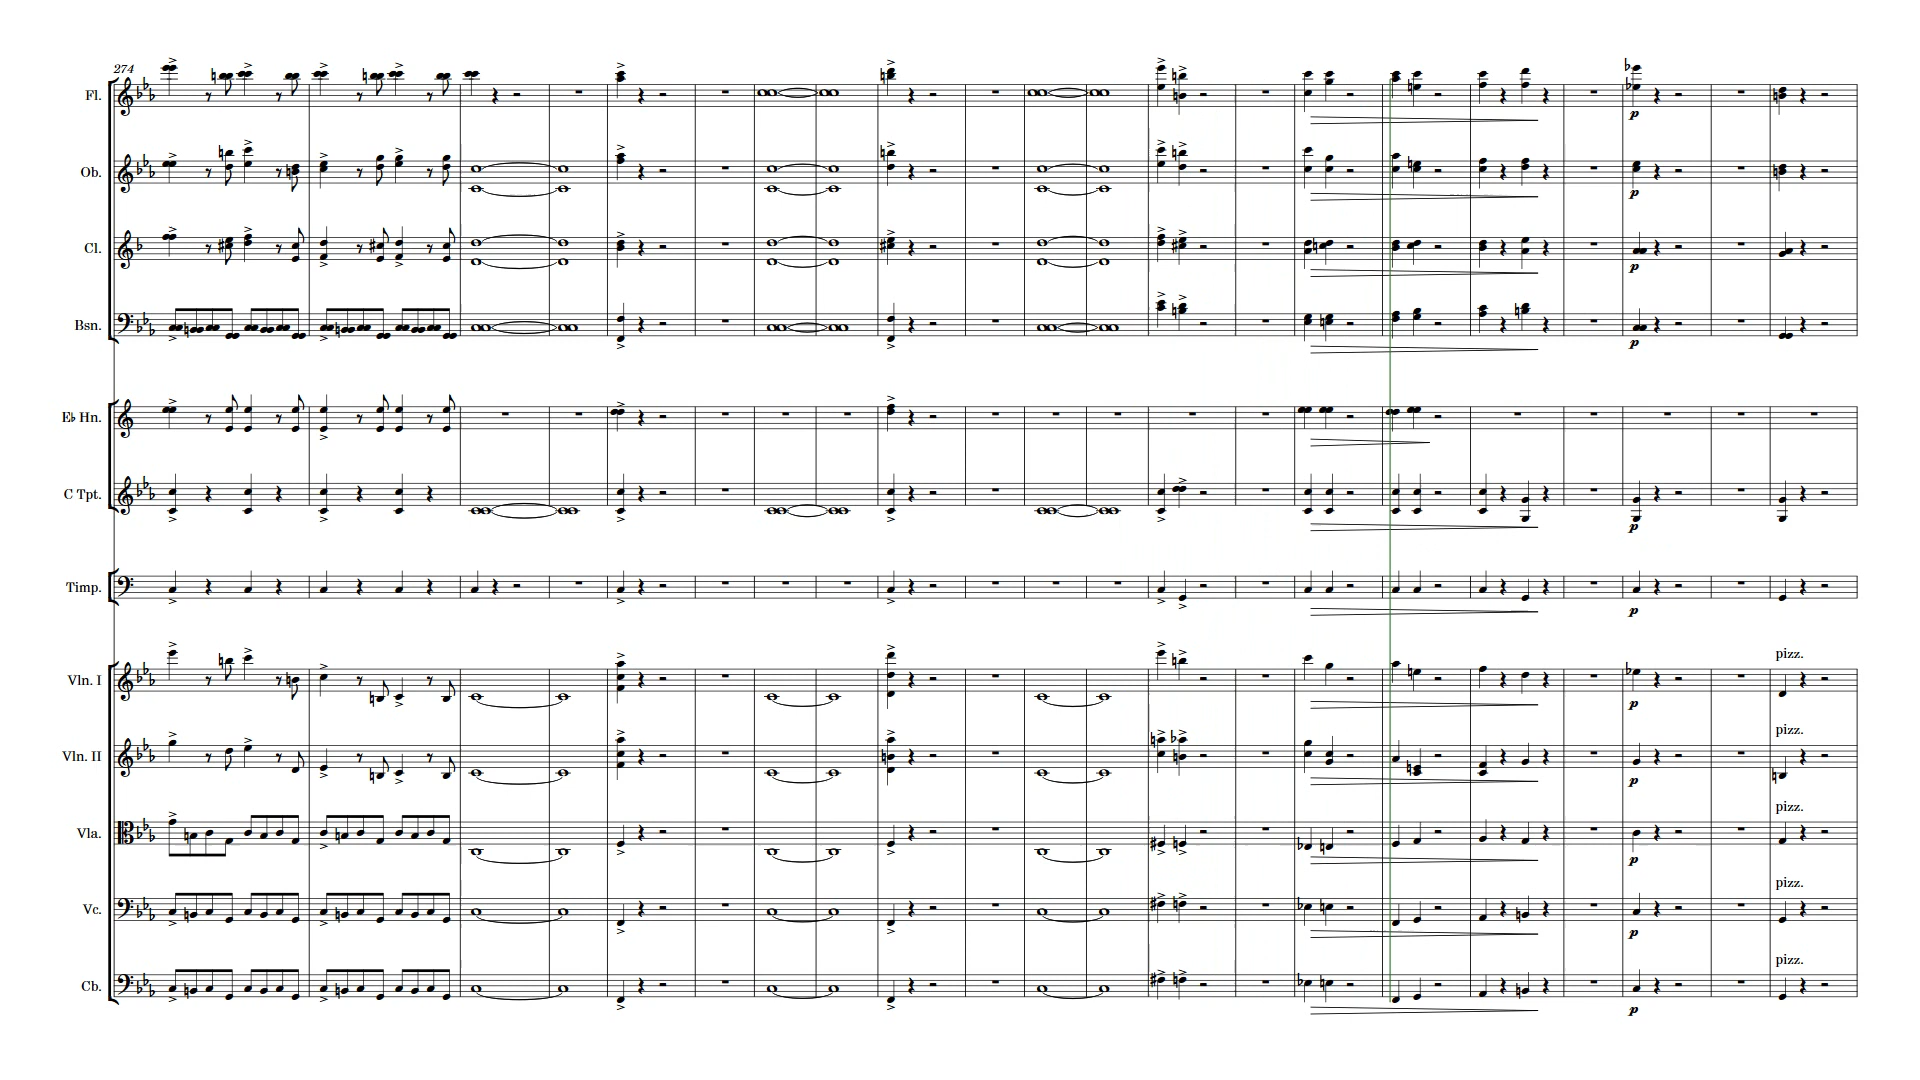 274
Fl.
p
Ob.
p
Cl.
p
Bsn.
p
E♭ Hn.
C Tpt.
p
Timp.
p
pizz.
Vln. I
p
pizz.
Vln. II
p
pizz.
Vla.
p
pizz.
Vc.
p
pizz.
Cb.
p